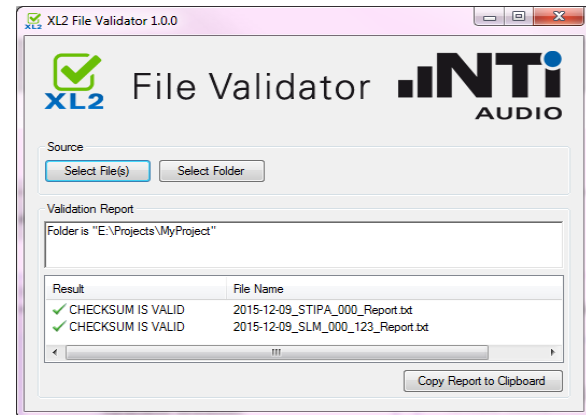 XL2 File Validator 1.0.0
XL2 File Validator NTi
AUDIO
Source
Select File(s) Select Folder
Validation Report
Folder is "E:\Projects\MyProject"
Result File Name
CHECKSUM IS VALID 2015-12-09_STIPA_000_Report.txt
CHECKSUM IS VALID 2015-12-09_SLM_000_123_Report.txt
Copy Report to Clipboard